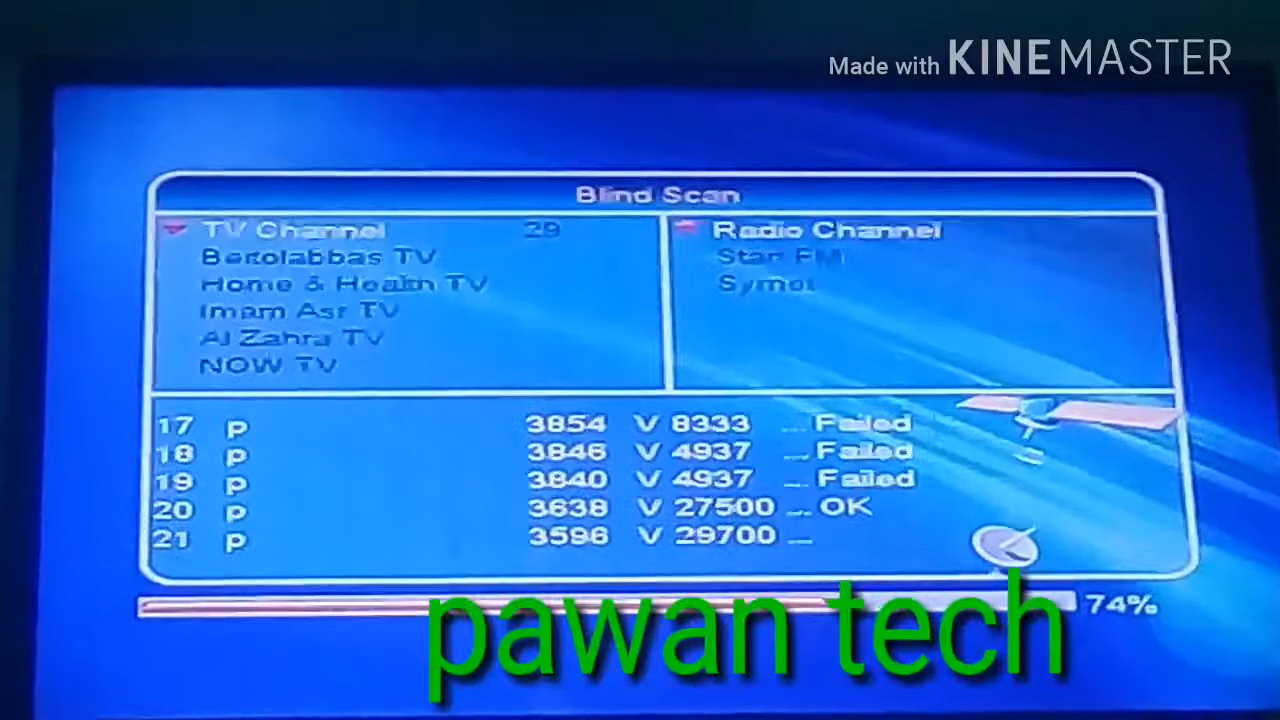 Made with KINEMASTER
Blind Scan
TV Channel 29
Beitolabbas TV
Home & Health TV
Imam Asr TV
Al Zahra TV
NOW TV
Radio Channel
Star FM
17 p 3854 V 8333 ... Failed
18 p 3846 V 4937 ... Failed
19 p 3840 V 4937 ... Failed
20 p 3638 V 27500 ... OK
21 p 3596 V 29700 ...
74%
pawan tech